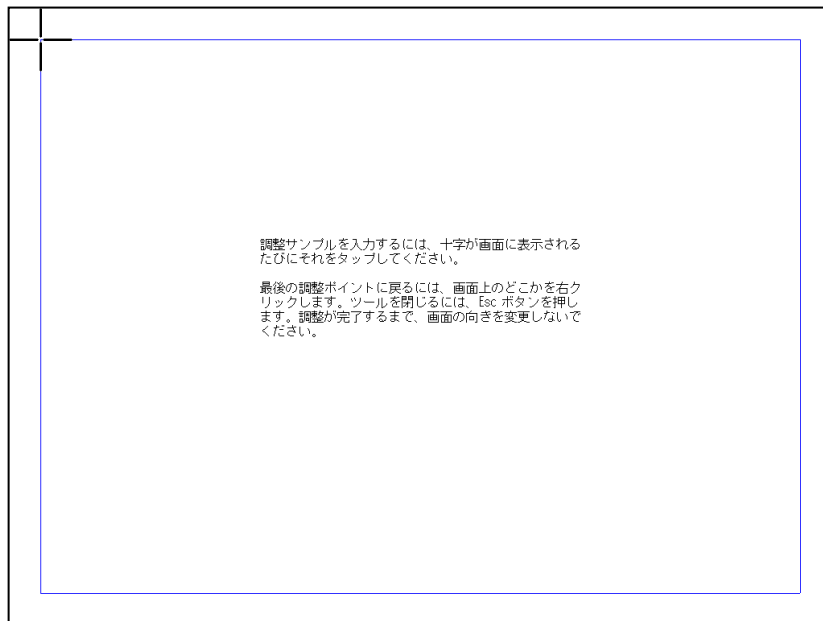 調整サンプルを入力するには、十字が画面に表示される
たびにそれをタップしてください。
最後の調整ポイントに戻るには、画面上のどこかを右ク
リックします。ツールを閉じるには、Esc ボタンを押し
ます。調整が完了するまで、画面の向きを変更しないで
ください。